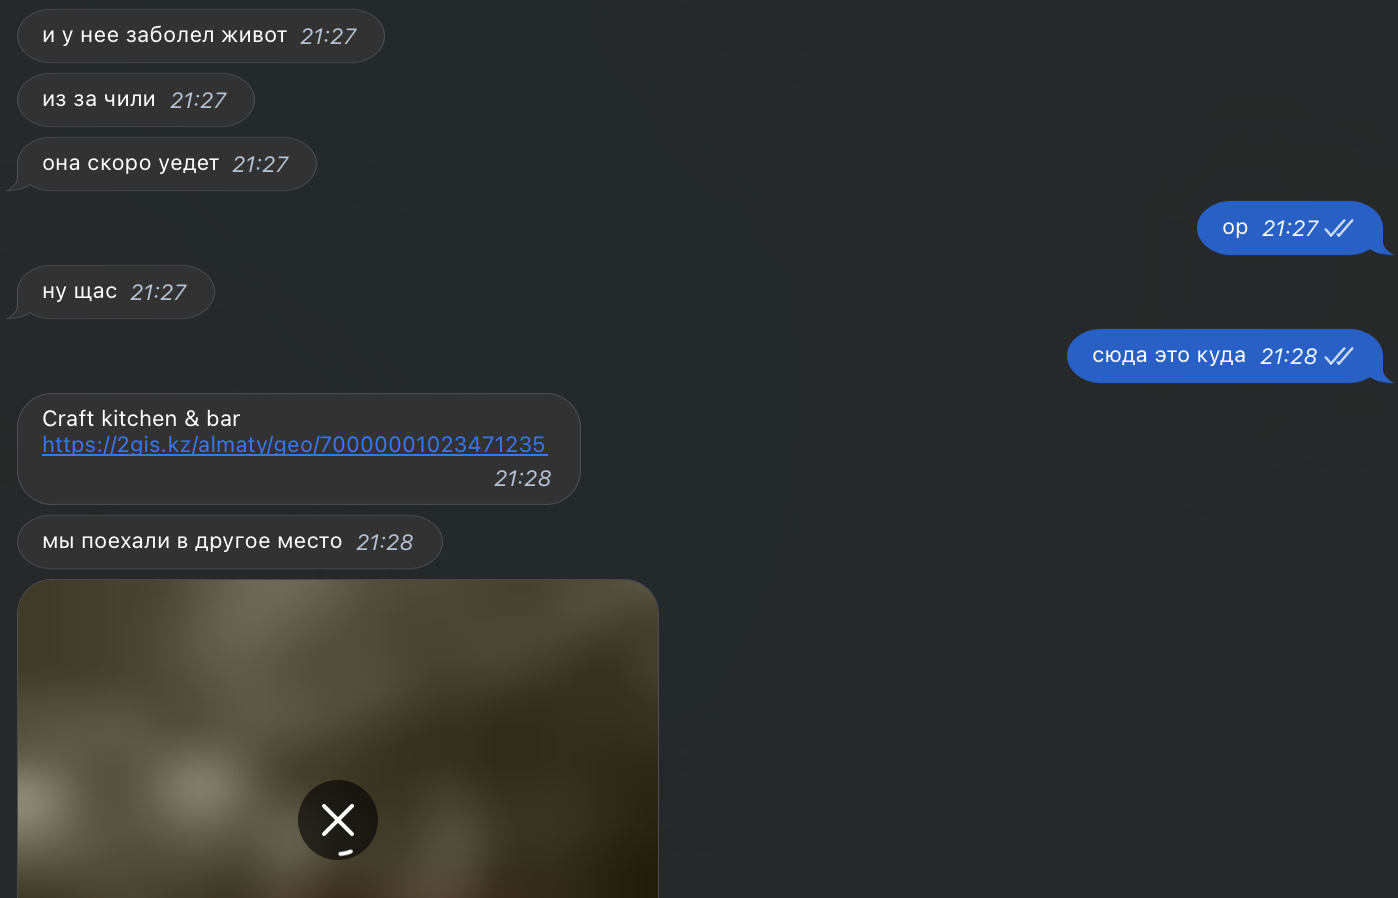 и у нее заболел живот 21:27
из за чили 21:27
она скоро уедет 21:27
ор 21:27
ну щас 21:27
сюда это куда 21:28
Craft kitchen & bar
https://2gis.kz/almaty/geo/70000001023471235
21:28
мы поехали в другое место 21:28